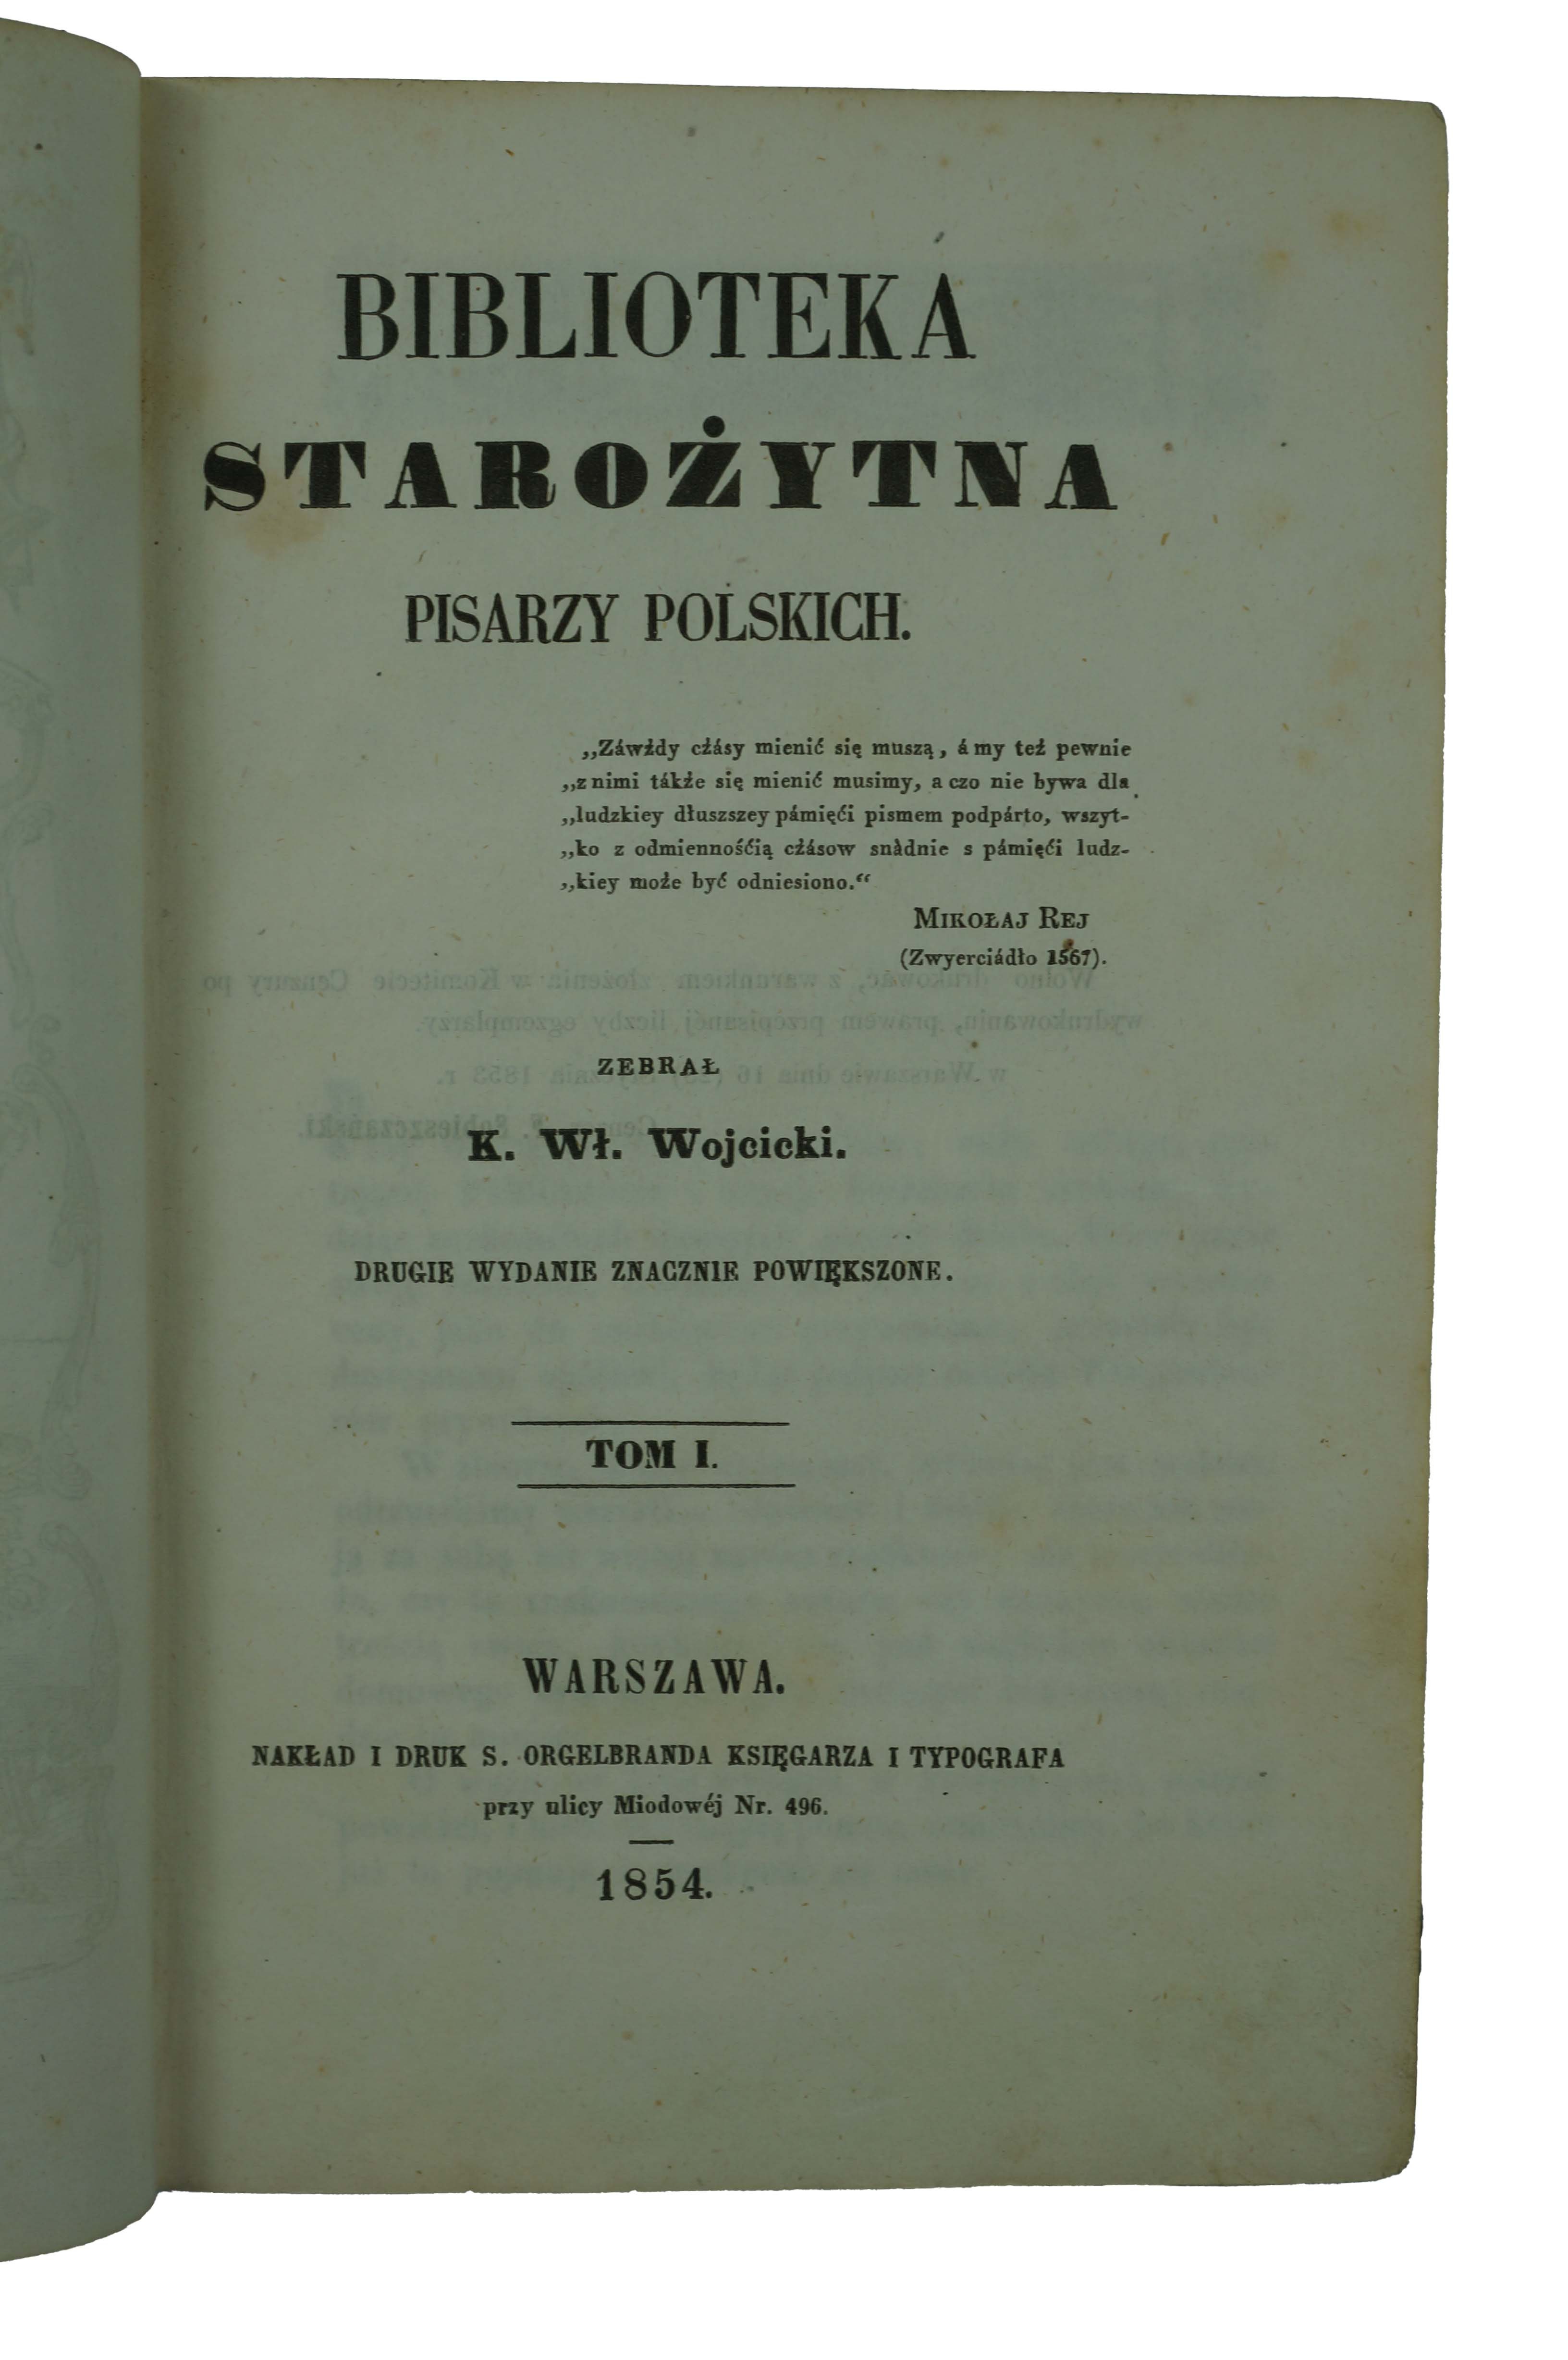 BIBLIOTEKA
STAROŻYTNA
PISARZY POLSKICH.
„Záwżdy cżásy mienić się muszą, á my też pewnie
„z nimi tákże się mienić musimy, a czo nie bywa dla
„ludzkiey dłuszszey pámięći pismem podpárto, wszyt-
„ko z odmiennośćią cżásow snàdnie s pámięći ludz-
„kiey może być odniesiono.“
MIKOŁAJ REJ
(Zwyerciádło 1567).
ZEBRAŁ
K. Wł. Wojcicki.
DRUGIE WYDANIE ZNACZNIE POWIĘKSZONE.
TOM I.
WARSZAWA.
NAKŁAD I DRUK S. ORGELBRANDA KSIĘGARZA I TYPOGRAFA
przy ulicy Miodowéj Nr. 496.
1854.